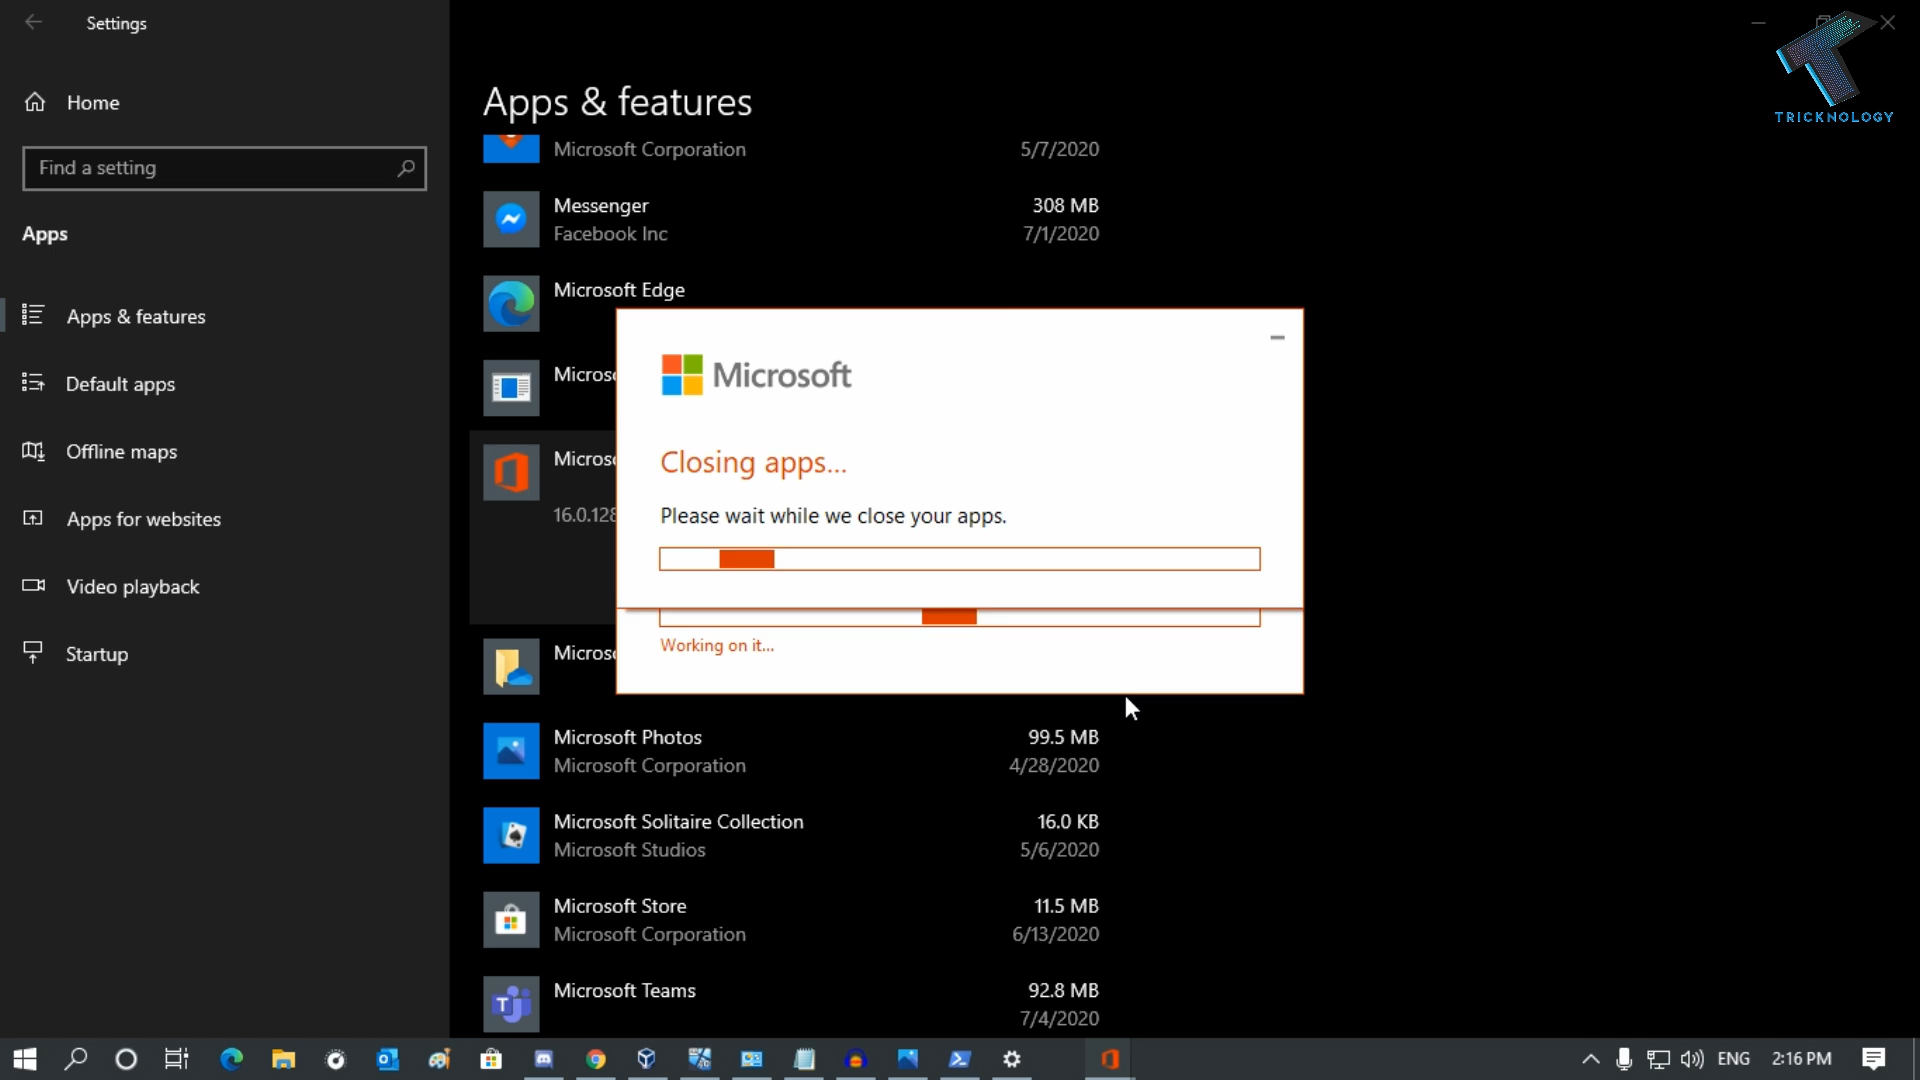 Settings
Home
Find a setting
Apps
Apps & features
Default apps
Offline maps
Apps for websites
Video playback
Startup
TRICKNOLOGY
Apps & features
Microsoft Corporation 5/7/2020
Messenger 308 MB
Facebook Inc 7/1/2020
Microsoft Edge
16.0.128
Microsoft
Closing apps...
Please wait while we close your apps.
Working on it...
Microsoft Photos 99.5 MB
Microsoft Corporation 4/28/2020
Microsoft Solitaire Collection 16.0 KB
Microsoft Studios 5/6/2020
Microsoft Store 11.5 MB
Microsoft Corporation 6/13/2020
Microsoft Teams 92.8 MB
7/4/2020
ENG 2:16 PM